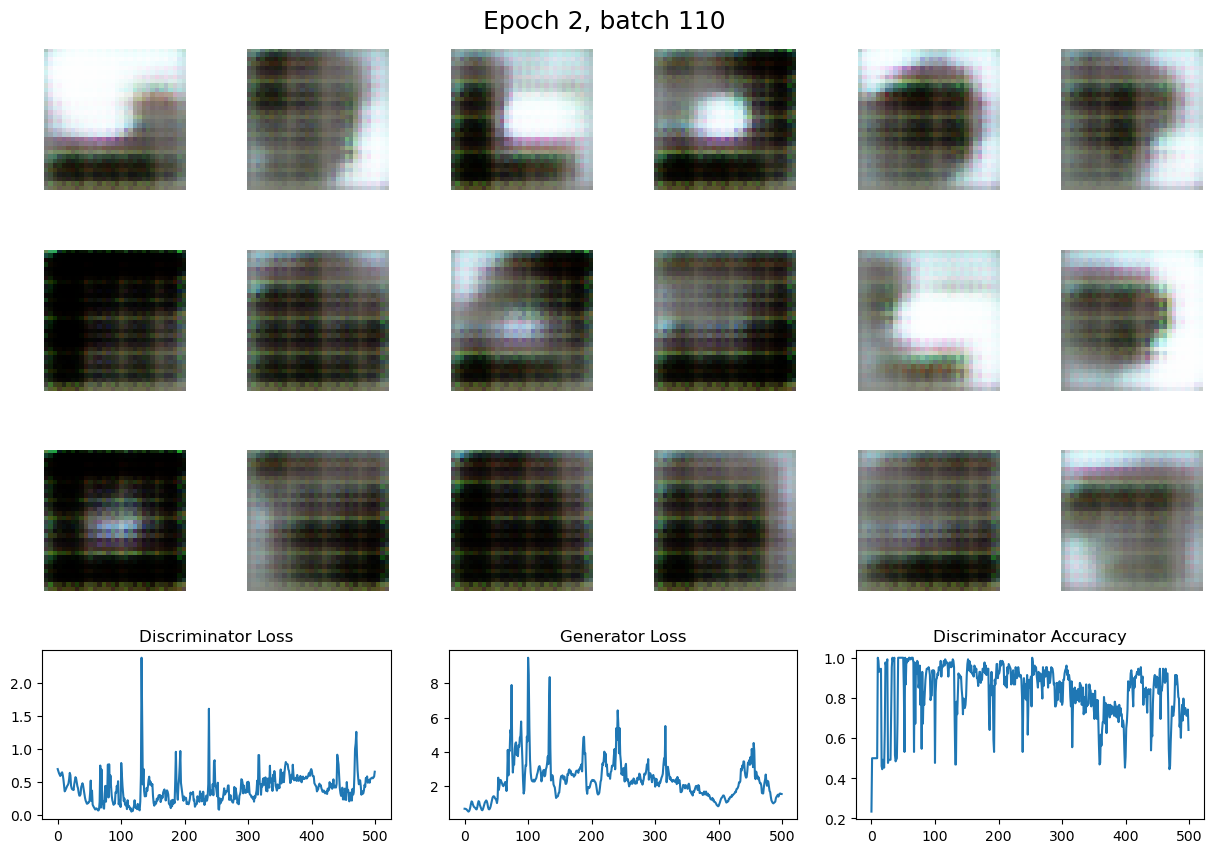 Epoch 2, batch 110
Discriminator Loss
Generator Loss
Discriminator Accuracy
2.0
1.5
1.0
0.5
0.0
0 100 200 300 400 500
8
6
4
2
0 100 200 300 400 500
1.0
0.8
0.6
0.4
0.2
0 100 200 300 400 500